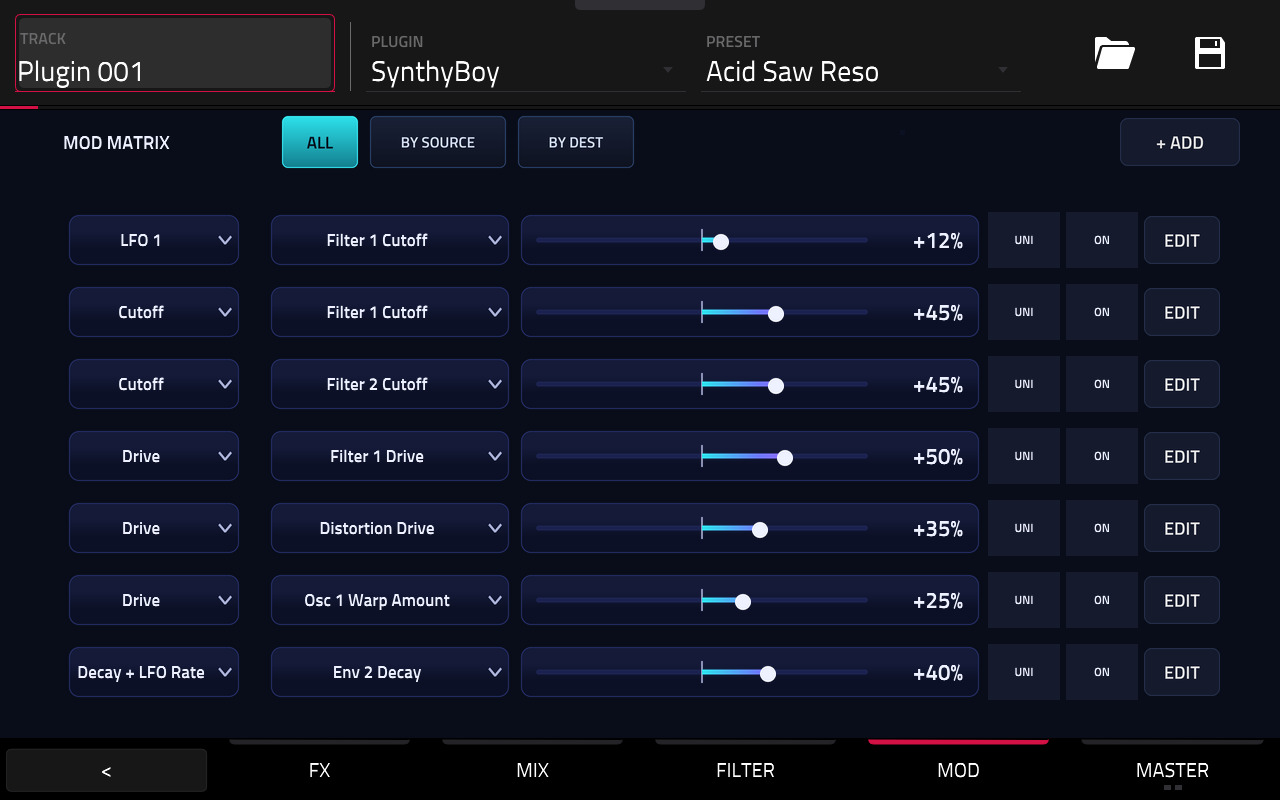 TRACK
Plugin 001
PLUGIN
SynthyBoy
PRESET
Acid Saw Reso
MOD MATRIX ALL BY SOURCE BY DEST + ADD
LFO 1 Filter 1 Cutoff +12% UNI ON EDIT
Cutoff Filter 1 Cutoff +45% UNI ON EDIT
Cutoff Filter 2 Cutoff +45% UNI ON EDIT
Drive Filter 1 Drive +50% UNI ON EDIT
Drive Distortion Drive +35% UNI ON EDIT
Drive Osc 1 Warp Amount +25% UNI ON EDIT
Decay + LFO Rate Env 2 Decay +40% UNI ON EDIT
< FX MIX FILTER MOD MASTER